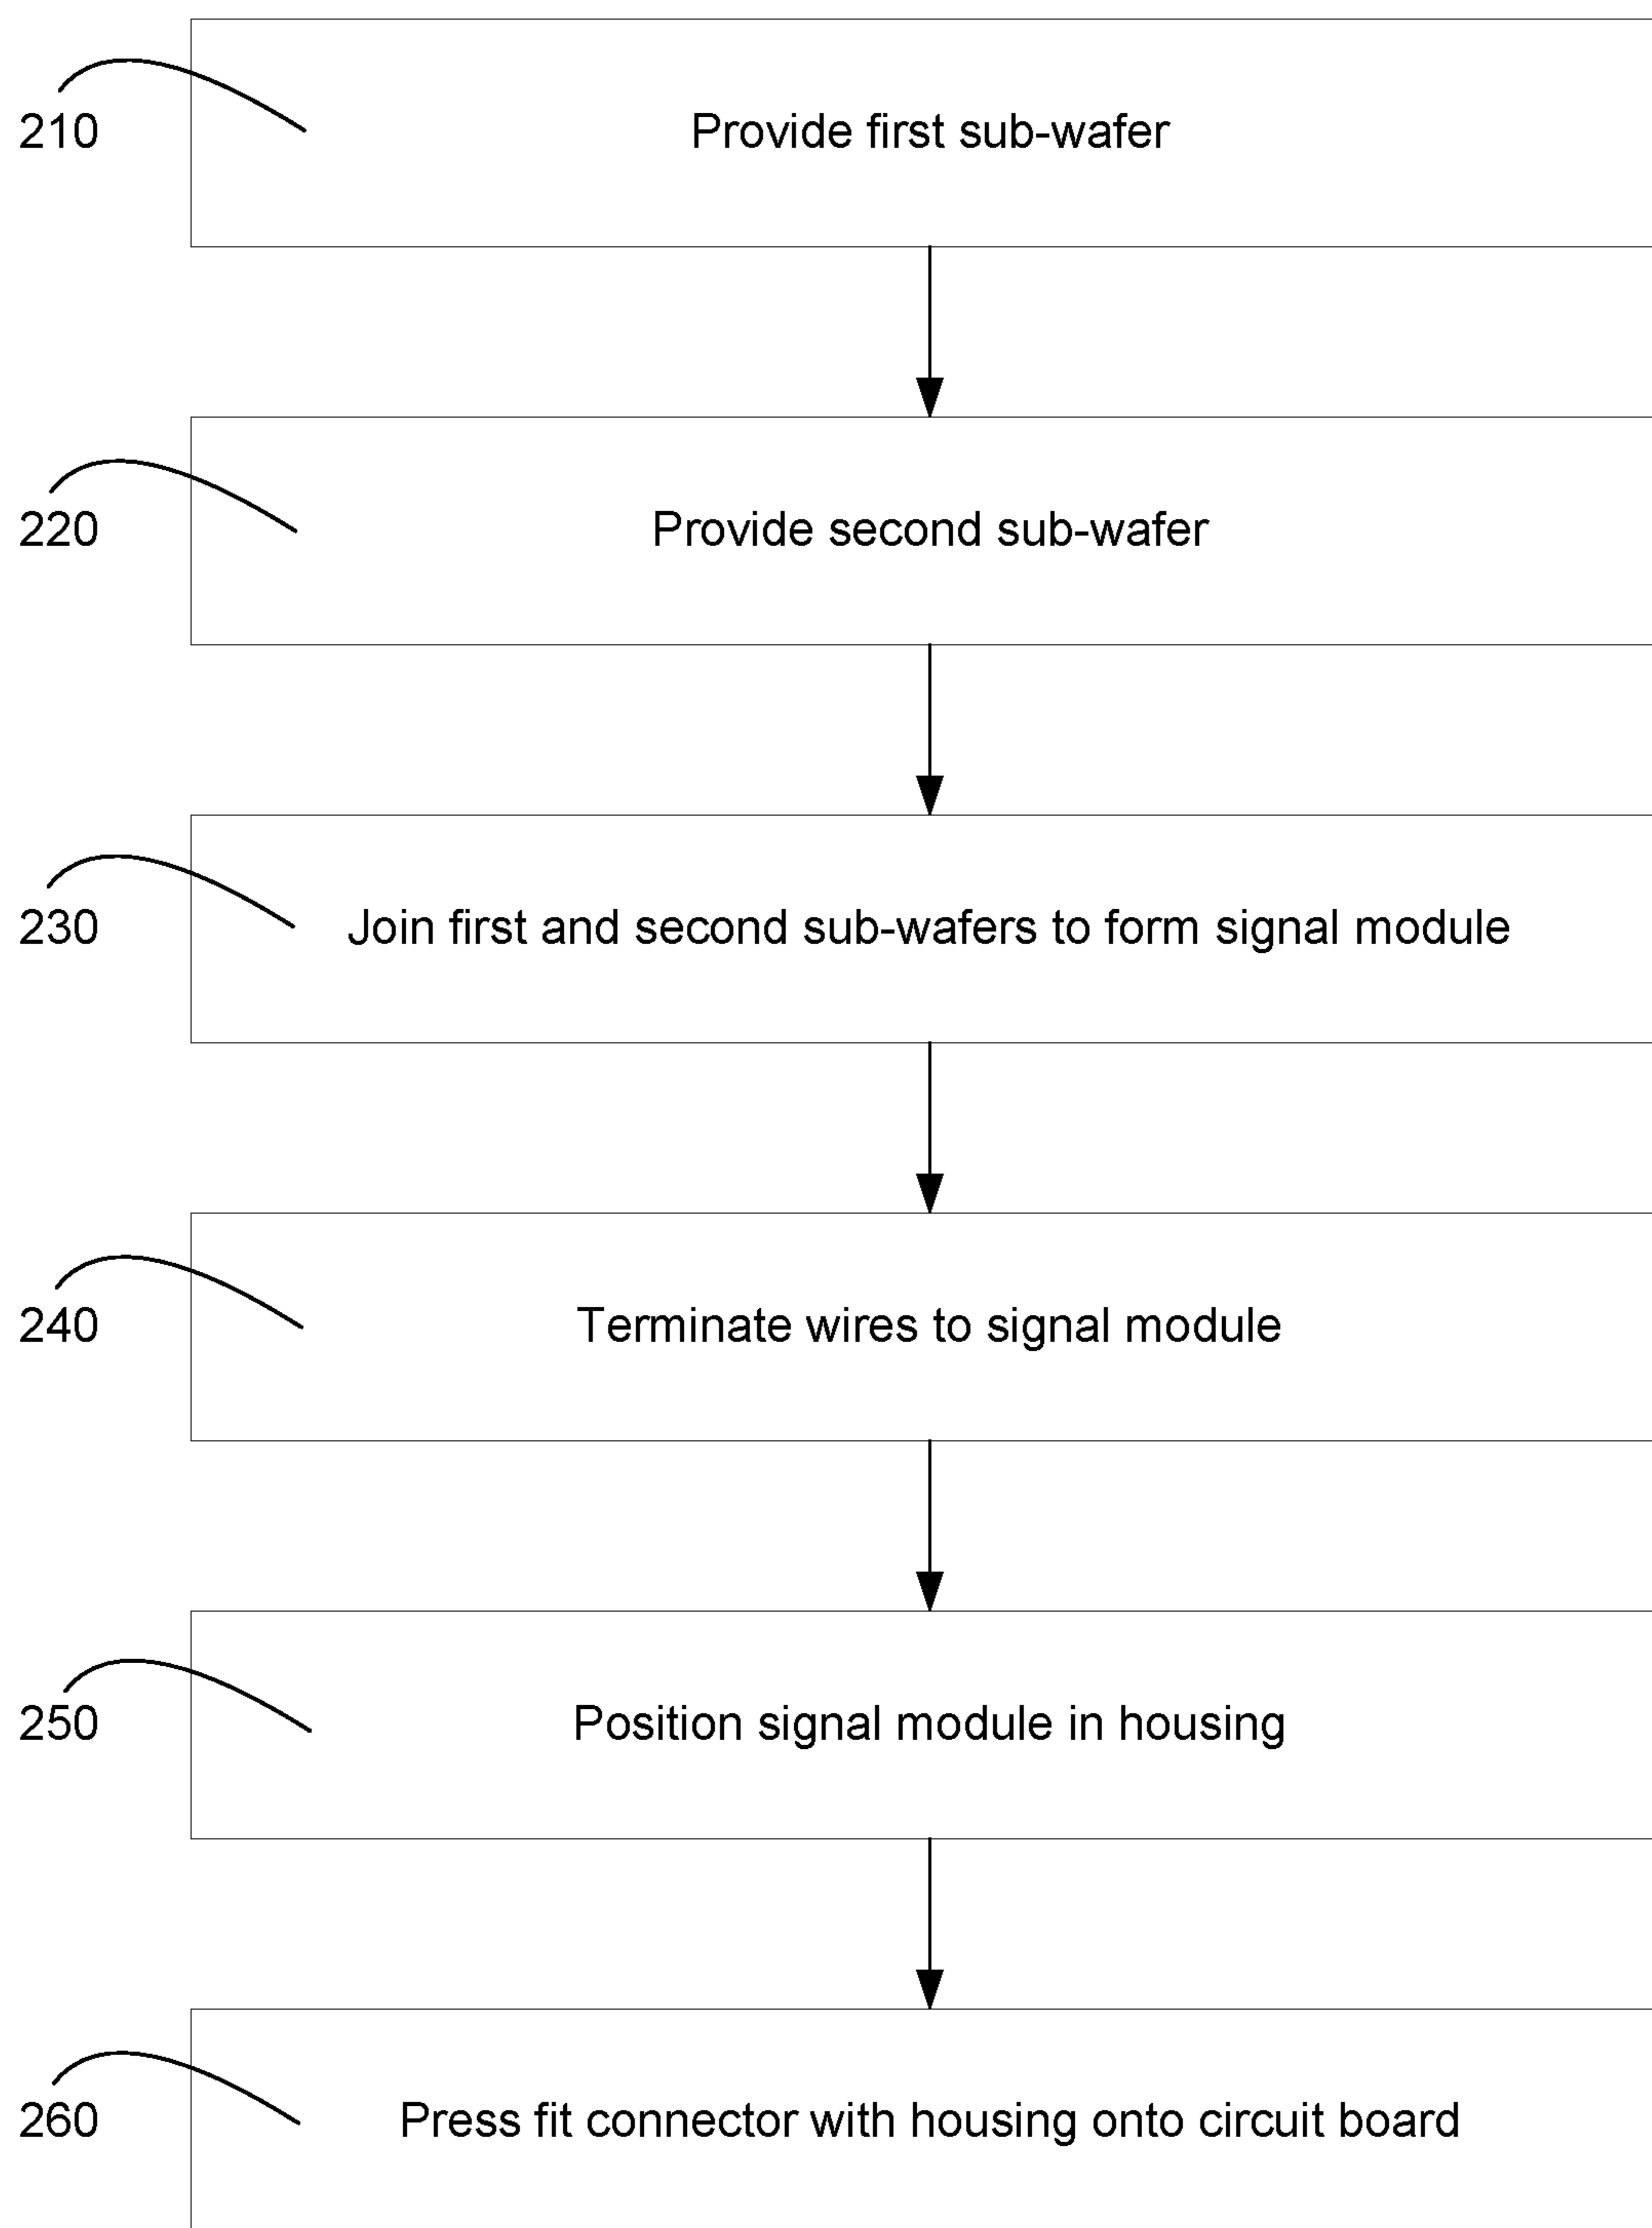 210
Provide first sub-wafer
220
Provide second sub-wafer
230
Join first and second sub-wafers to form signal module
240
Terminate wires to signal module
250
Position signal module in housing
260
Press fit connector with housing onto circuit board